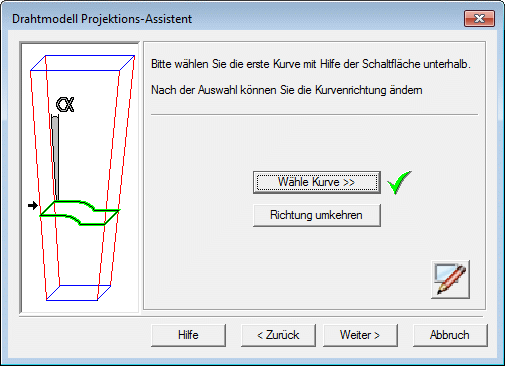 Drahtmodell Projektions-Assistent
α
Bitte wählen Sie die erste Kurve mit Hilfe der Schaltfläche unterhalb.
Nach der Auswahl können Sie die Kurvenrichtung ändern
Wähle Kurve >>
Richtung umkehren
Hilfe
< Zurück
Weiter >
Abbruch